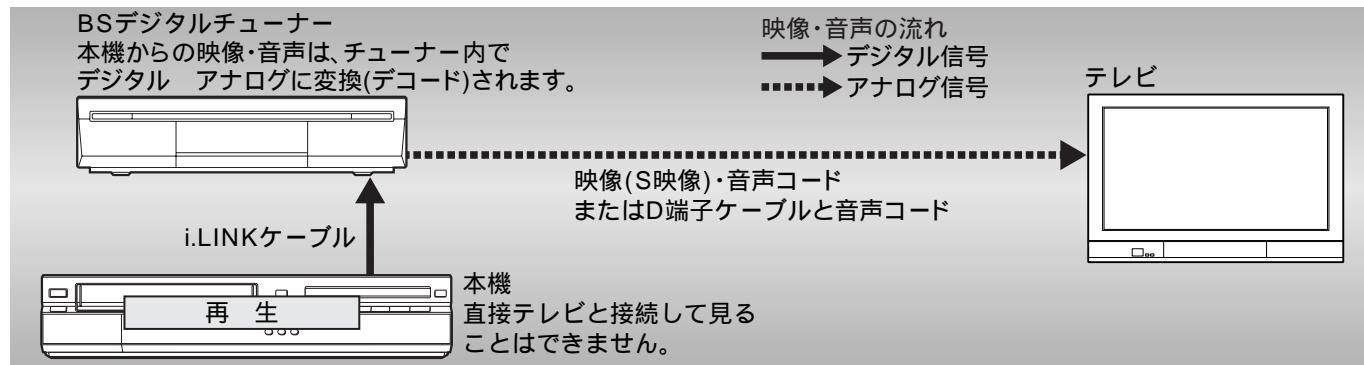 BSデジタルチューナー
本機からの映像・音声は、チューナー内で
デジタル　アナログに変換(デコード)されます。
映像・音声の流れ
デジタル信号
アナログ信号
テレビ
映像(S映像)・音声コード
またはD端子ケーブルと音声コード
i.LINKケーブル
再　生
本機
直接テレビと接続して見る
ことはできません。